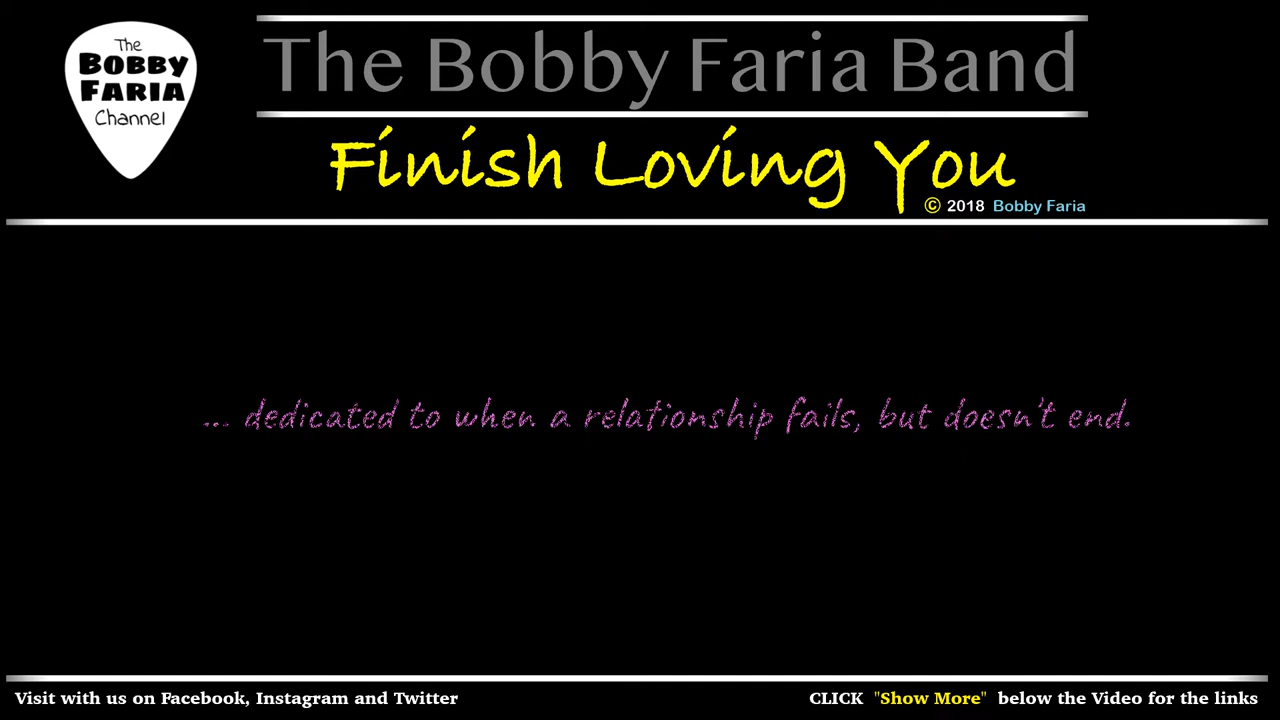 The
BOBBY
FARIA
Channel
The Bobby Faria Band
Finish Loving You
© 2018 Bobby Faria
... dedicated to when a relationship fails, but doesn't end.
Visit with us on Facebook, Instagram and Twitter
CLICK "Show More" below the Video for the links